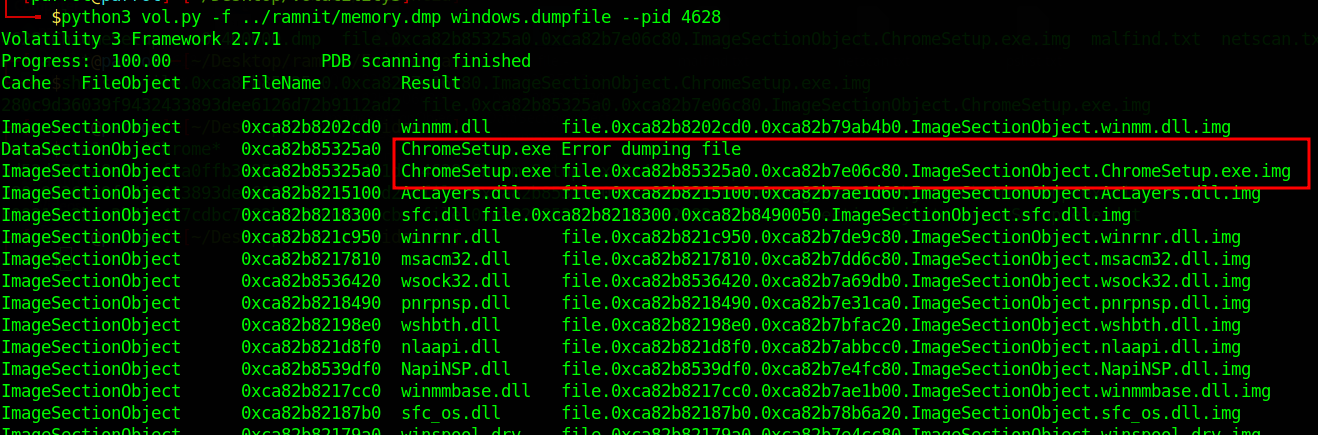 $python3 vol.py -f ../ramnit/memory.dmp windows.dumpfile --pid 4628
Volatility 3 Framework 2.7.1
Progress: 100.00 PDB scanning finished
Cache FileObject FileName Result
ImageSectionObject 0xca82b8202cd0 winmm.dll file.0xca82b8202cd0.0xca82b79ab4b0.ImageSectionObject.winmm.dll.img
DataSectionObject 0xca82b85325a0 ChromeSetup.exe Error dumping file
ImageSectionObject 0xca82b85325a0 ChromeSetup.exe file.0xca82b85325a0.0xca82b7e06c80.ImageSectionObject.ChromeSetup.exe.img
ImageSectionObject 0xca82b8215100 AcLayers.dll file.0xca82b8215100.0xca82b7ae1d60.ImageSectionObject.AcLayers.dll.img
ImageSectionObject 0xca82b8218300 sfc.dll file.0xca82b8218300.0xca82b8490050.ImageSectionObject.sfc.dll.img
ImageSectionObject 0xca82b821c950 winrnr.dll file.0xca82b821c950.0xca82b7de9c80.ImageSectionObject.winrnr.dll.img
ImageSectionObject 0xca82b8217810 msacm32.dll file.0xca82b8217810.0xca82b7dd6c80.ImageSectionObject.msacm32.dll.img
ImageSectionObject 0xca82b8536420 wsock32.dll file.0xca82b8536420.0xca82b7a69db0.ImageSectionObject.wsock32.dll.img
ImageSectionObject 0xca82b8218490 pnrpnsp.dll file.0xca82b8218490.0xca82b7e31ca0.ImageSectionObject.pnrpnsp.dll.img
ImageSectionObject 0xca82b82198e0 wshbth.dll file.0xca82b82198e0.0xca82b7bfac20.ImageSectionObject.wshbth.dll.img
ImageSectionObject 0xca82b821d8f0 nlaapi.dll file.0xca82b821d8f0.0xca82b7abbcc0.ImageSectionObject.nlaapi.dll.img
ImageSectionObject 0xca82b8539df0 NapiNSP.dll file.0xca82b8539df0.0xca82b7e4fc80.ImageSectionObject.NapiNSP.dll.img
ImageSectionObject 0xca82b8217cc0 winmmbase.dll file.0xca82b8217cc0.0xca82b7ae1b00.ImageSectionObject.winmmbase.dll.img
ImageSectionObject 0xca82b82187b0 sfc_os.dll file.0xca82b82187b0.0xca82b78b6a20.ImageSectionObject.sfc_os.dll.img